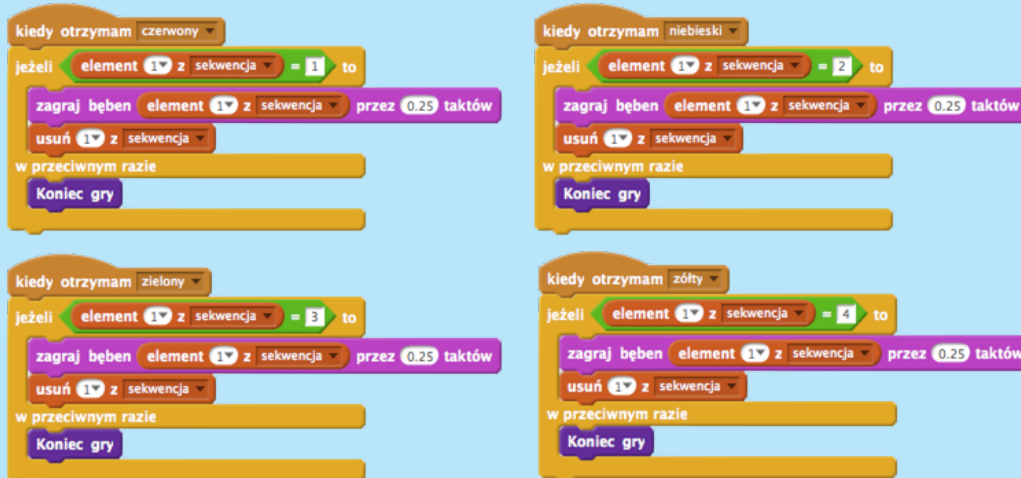 kiedy otrzymam czerwony
jeżeli element 1 z sekwencja = 1 to
zagraj bęben element 1 z sekwencja przez 0.25 taktów
usuń 1 z sekwencja
w przeciwnym razie
Koniec gry
kiedy otrzymam niebieski
jeżeli element 1 z sekwencja = 2 to
zagraj bęben element 1 z sekwencja przez 0.25 taktów
usuń 1 z sekwencja
w przeciwnym razie
Koniec gry
kiedy otrzymam zielony
jeżeli element 1 z sekwencja = 3 to
zagraj bęben element 1 z sekwencja przez 0.25 taktów
usuń 1 z sekwencja
w przeciwnym razie
Koniec gry
kiedy otrzymam zółty
jeżeli element 1 z sekwencja = 4 to
zagraj bęben element 1 z sekwencja przez 0.25 taktów
usuń 1 z sekwencja
w przeciwnym razie
Koniec gry